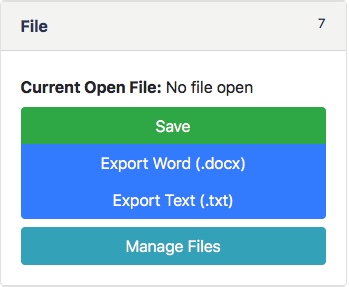 File 7
Current Open File: No file open
Save
Export Word (.docx)
Export Text (.txt)
Manage Files